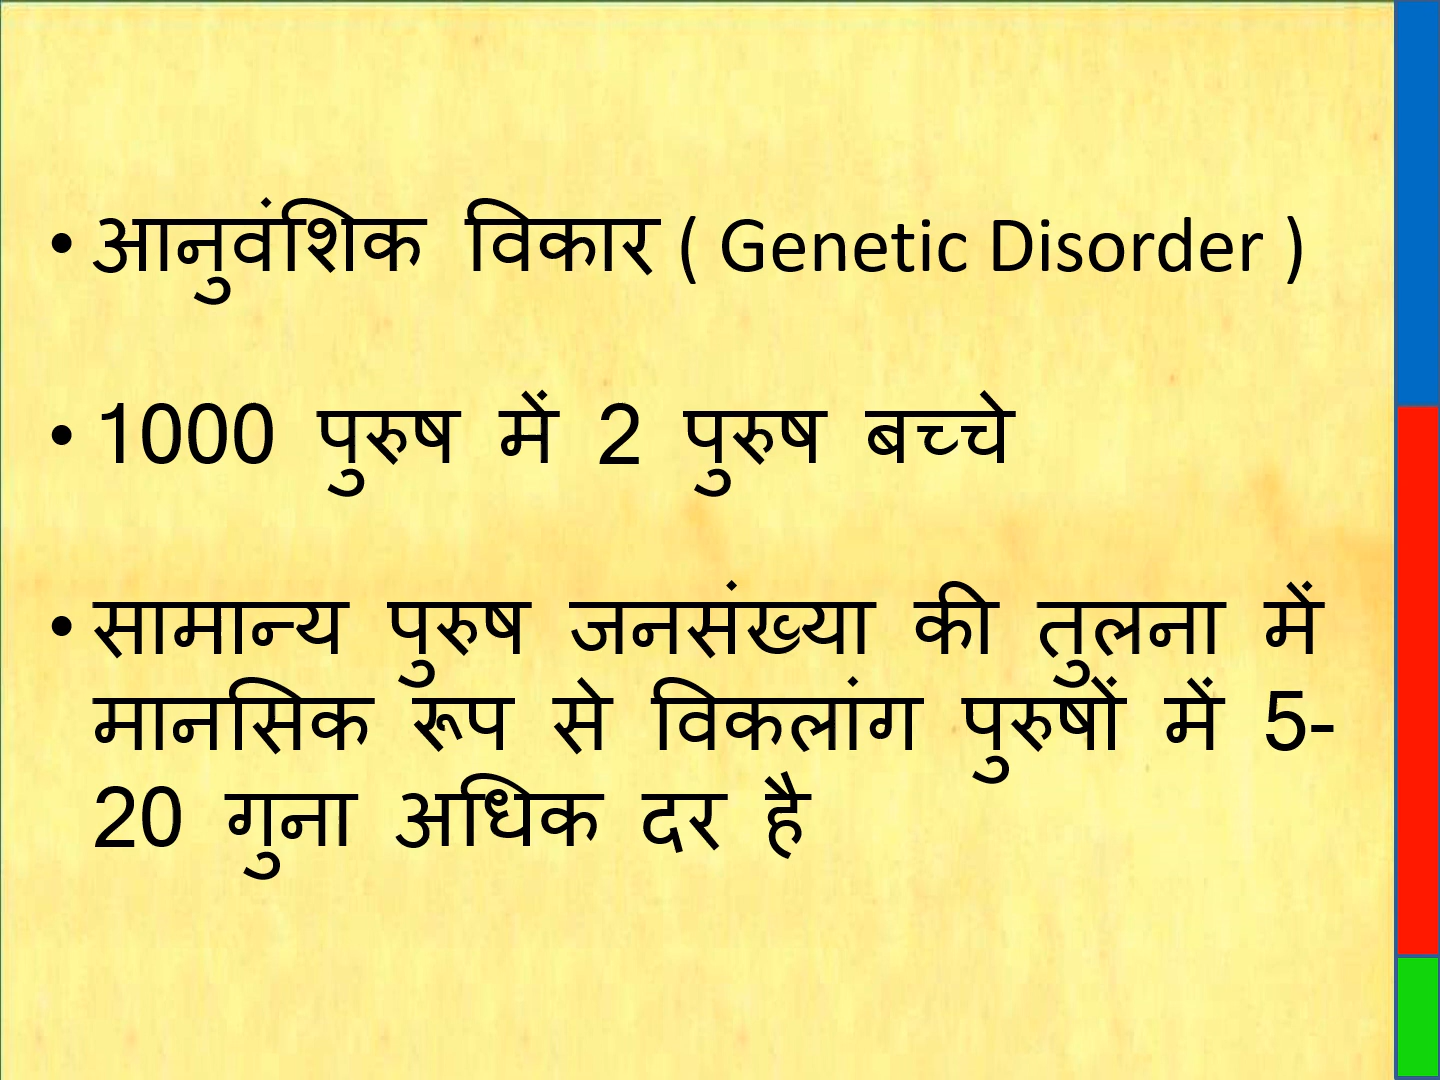 • आनुवंशिक विकार ( Genetic Disorder )
• 1000 पुरुष में 2 पुरुष बच्चे
• सामान्य पुरुष जनसंख्या की तुलना में
मानसिक रूप से विकलांग पुरुषों में 5-
20 गुना अधिक दर है